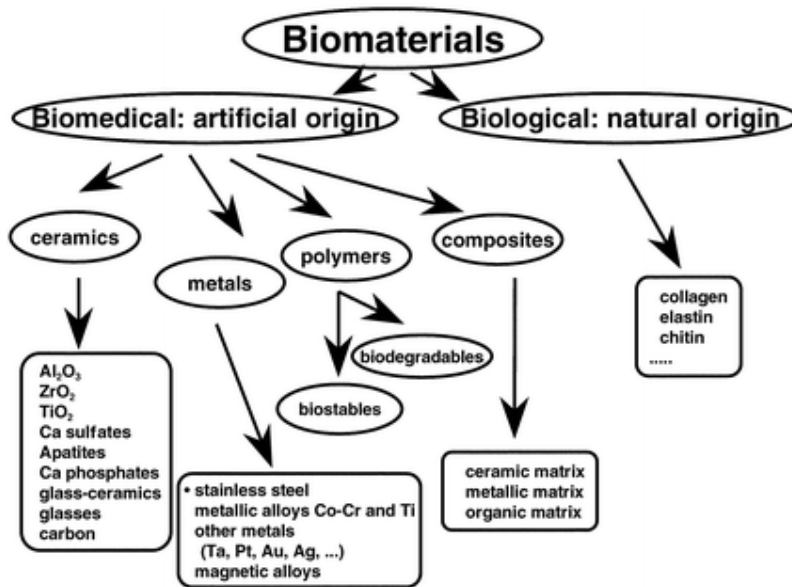 Biomaterials
Biomedical: artificial origin
Biological: natural origin
ceramics
metals
polymers
composites
biodegradables
biostables
Al₂O₃
ZrO₂
TiO₂
Ca sulfates
Apatites
Ca phosphates
glass-ceramics
glasses
carbon
• stainless steel
metallic alloys Co-Cr and Ti
other metals
(Ta, Pt, Au, Ag, ...)
magnetic alloys
ceramic matrix
metallic matrix
organic matrix
collagen
elastin
chitin
.....